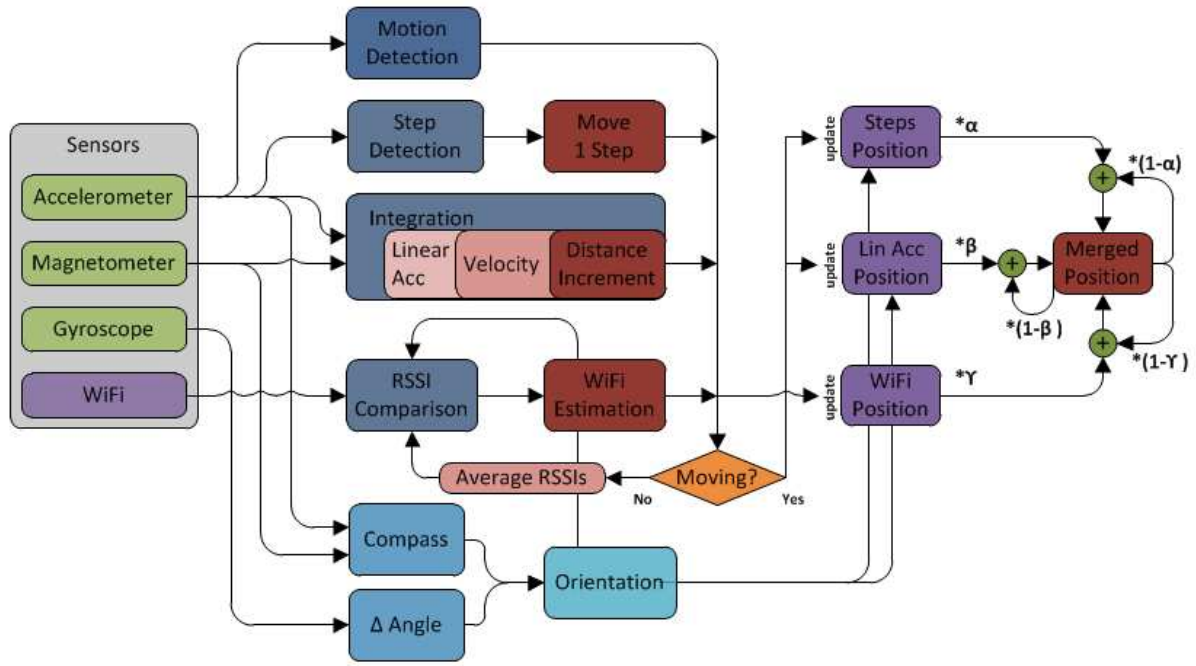 Motion
Detection
Step
Detection
Move
1 Step
Sensors
Accelerometer
Magnetometer
Gyroscope
WiFi
Integration
Linear
Acc
Velocity
Distance
Increment
RSSI
Comparison
WiFi
Estimation
Average RSSIs
Moving?
No
Yes
Compass
Δ Angle
Orientation
update
Steps
Position
*α
+
*(1-α)
update
Lin Acc
Position
*β
+
*(1-β )
Merged
Position
+
*(1-ϒ )
update
WiFi
Position
*ϒ